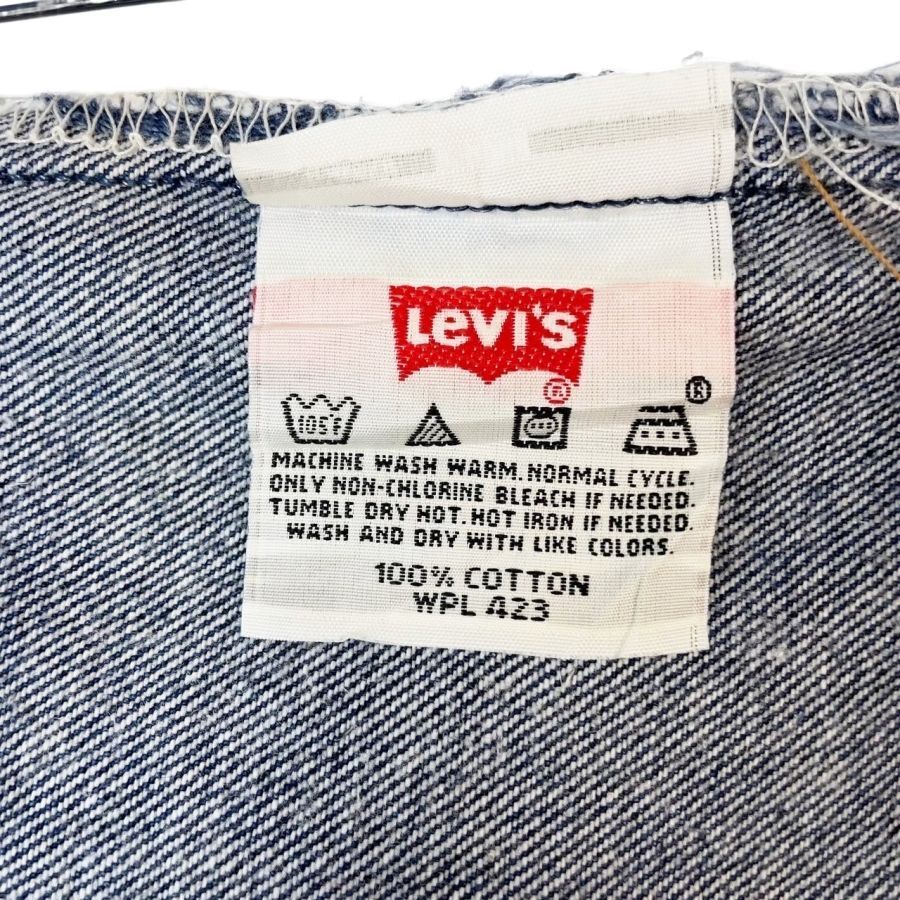 LEVI'S
®
®
105F
MACHINE WASH WARM. NORMAL CYCLE.
ONLY NON-CHLORINE BLEACH IF NEEDED.
TUMBLE DRY HOT. HOT IRON IF NEEDED.
WASH AND DRY WITH LIKE COLORS.
100% COTTON
WPL 423